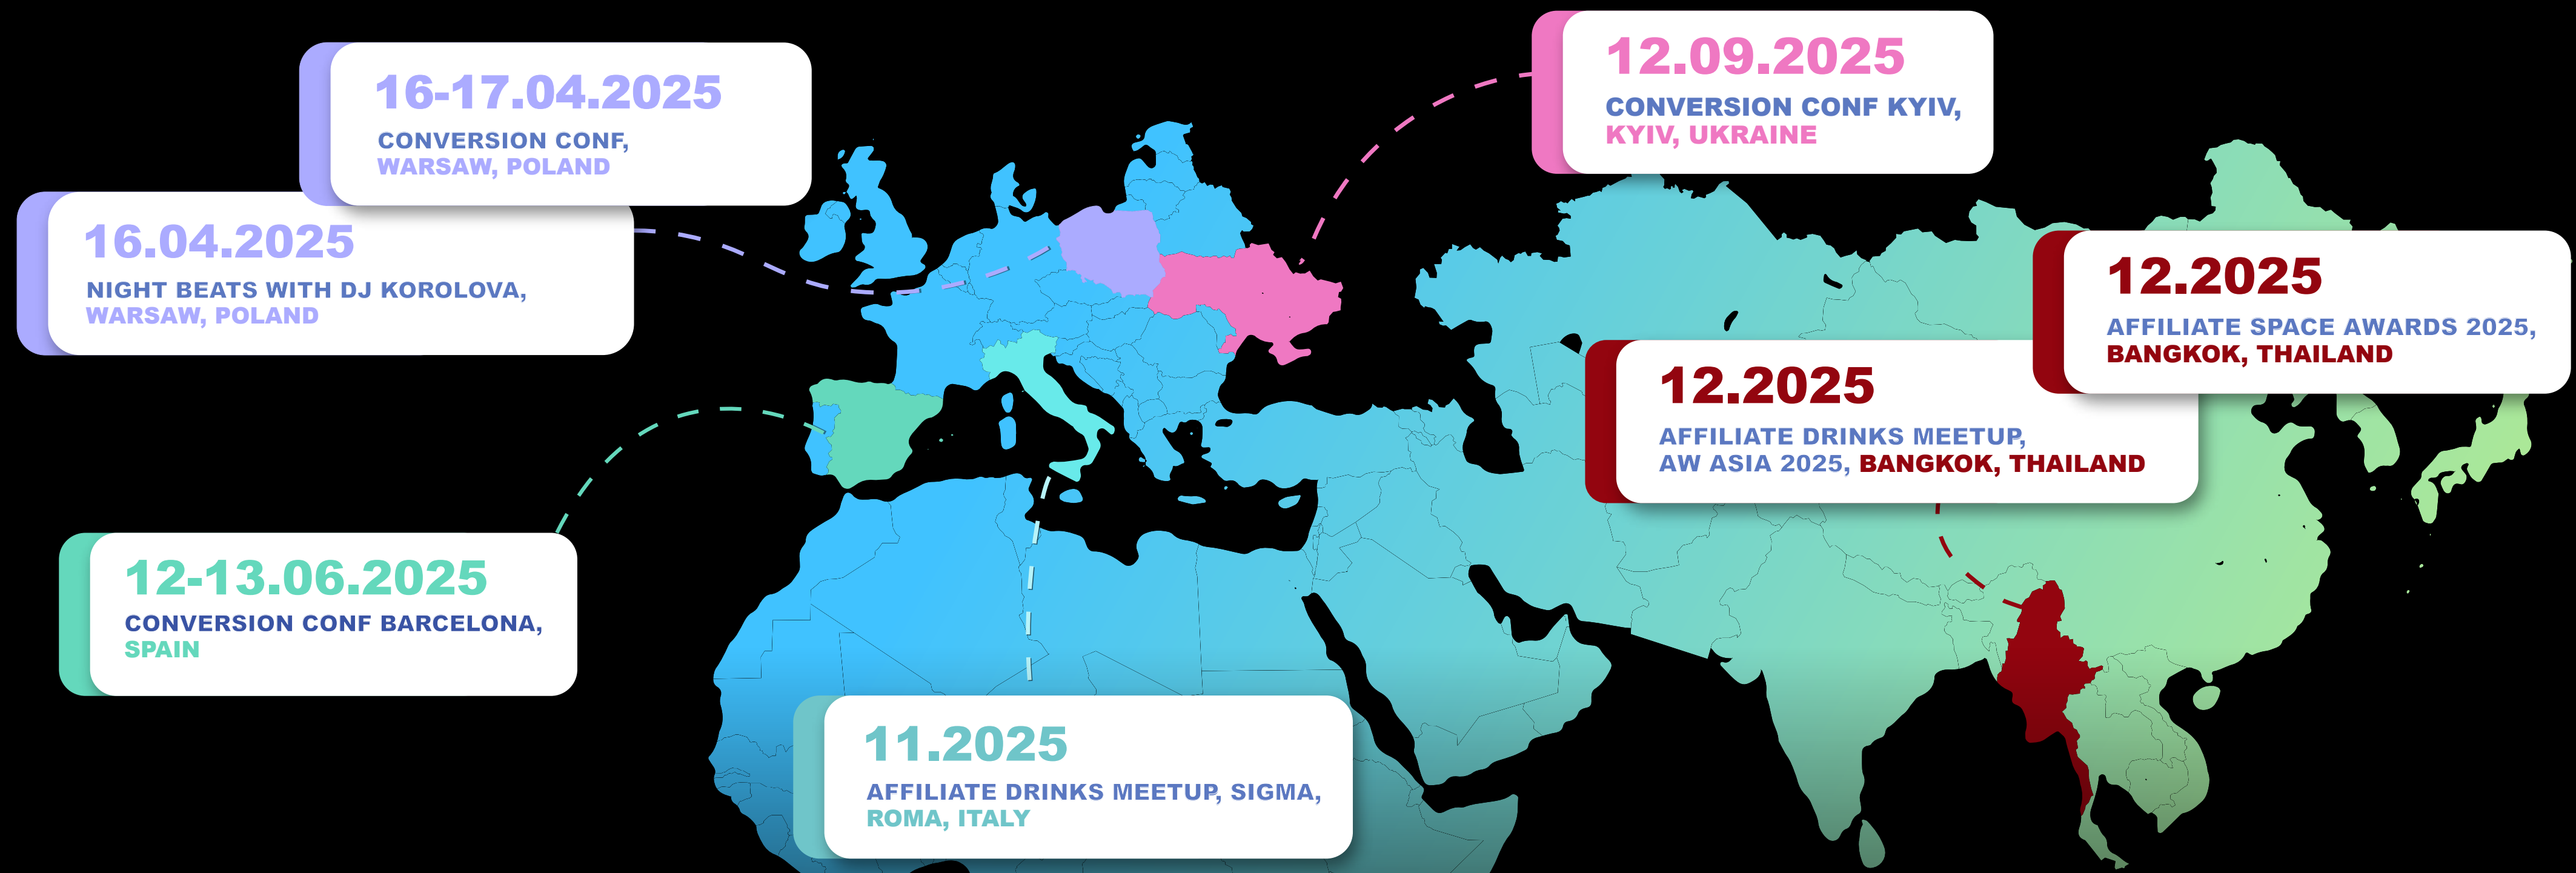 16-17.04.2025
CONVERSION CONF,
WARSAW, POLAND
16.04.2025
NIGHT BEATS WITH DJ KOROLOVA,
WARSAW, POLAND
12.09.2025
CONVERSION CONF KYIV,
KYIV, UKRAINE
12.2025
AFFILIATE SPACE AWARDS 2025,
BANGKOK, THAILAND
12.2025
AFFILIATE DRINKS MEETUP,
AW ASIA 2025, BANGKOK, THAILAND
12-13.06.2025
CONVERSION CONF BARCELONA,
SPAIN
11.2025
AFFILIATE DRINKS MEETUP, SIGMA,
ROMA, ITALY